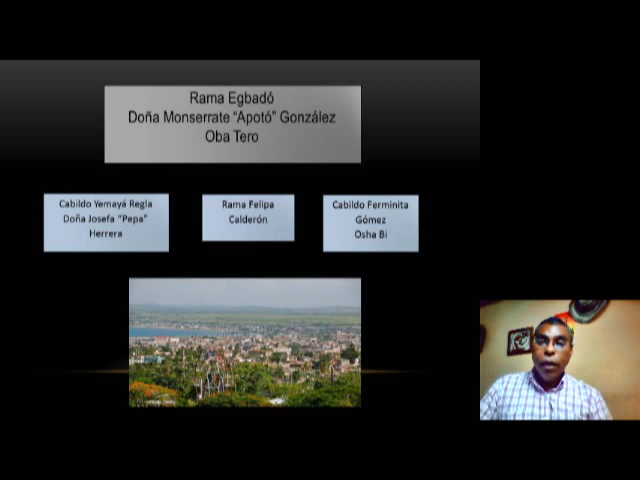 Rama Egbadó
Doña Monserrate “Apotó” González
Oba Tero
Cabildo Yemayá Regla
Doña Josefa “Pepa”
Herrera
Rama Felipa
Calderón
Cabildo Ferminita
Gómez
Osha Bi